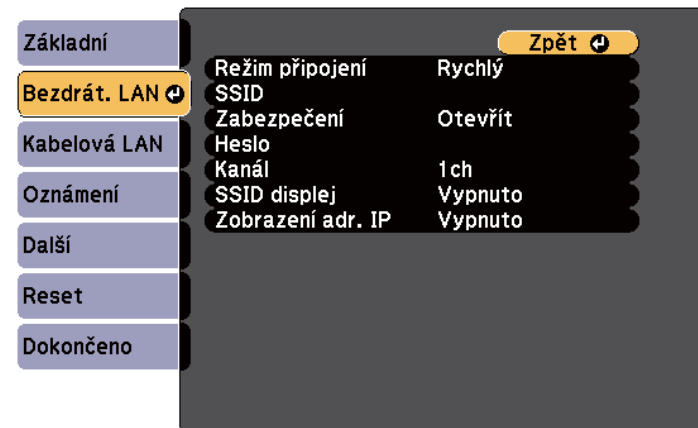 Základní
Bezdrát. LAN
Kabelová LAN
Oznámení
Další
Reset
Dokončeno
Zpět
Režim připojení Rychlý
SSID
Zabezpečení Otevřít
Heslo
Kanál 1ch
SSID displej Vypnuto
Zobrazení adr. IP Vypnuto